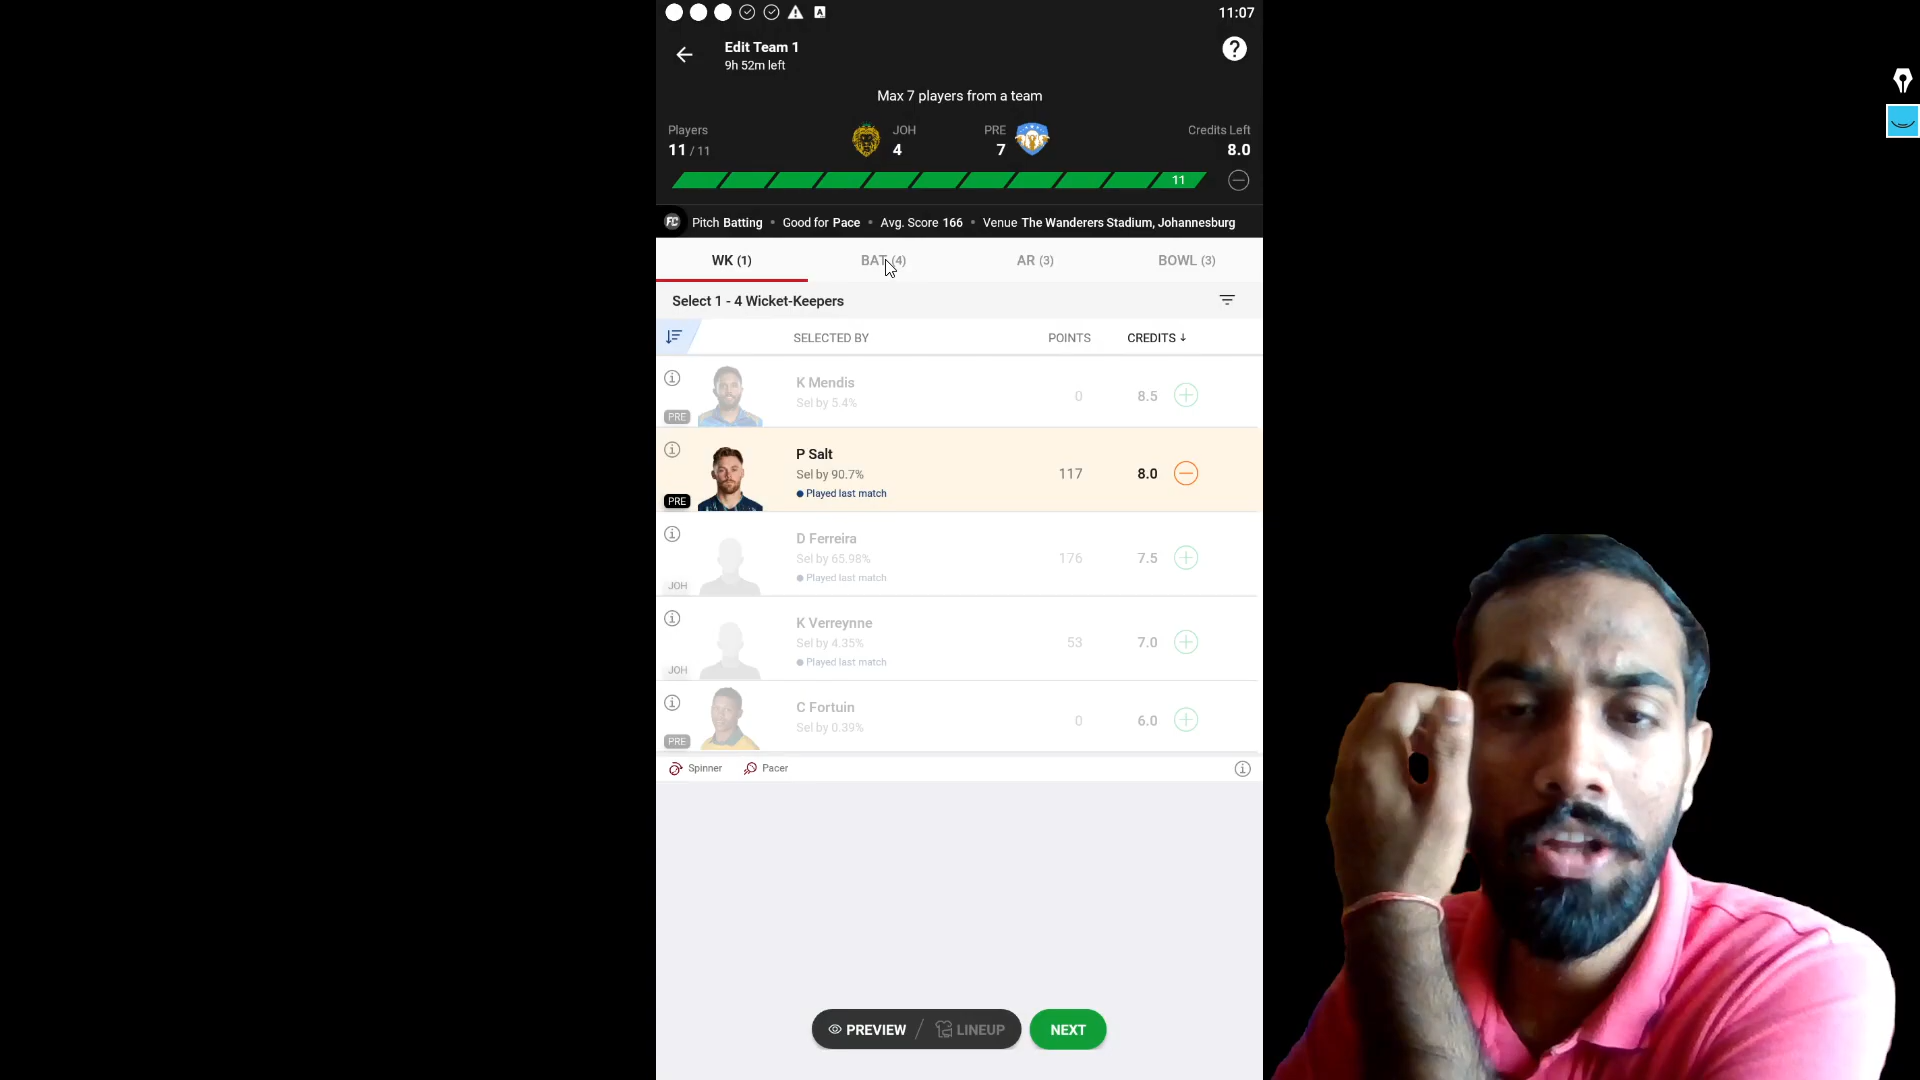 11:07
Edit Team 1
9h 52m left
Max 7 players from a team
Players
11 / 11
JOH
4
PRE
7
Credits Left
8.0
11
FC Pitch Batting • Good for Pace • Avg. Score 166 • Venue The Wanderers Stadium, Johannesburg
WK (1) BAT (4) AR (3) BOWL (3)
Select 1 - 4 Wicket-Keepers
SELECTED BY POINTS CREDITS ↓
K Mendis
Sel by 5.4%
0 8.5
PRE
P Salt
Sel by 90.7%
Played last match
117 8.0
PRE
D Ferreira
Sel by 65.98%
Played last match
176 7.5
JOH
K Verreynne
Sel by 4.35%
Played last match
53 7.0
JOH
C Fortuin
Sel by 0.39%
0 6.0
PRE
Spinner Pacer
PREVIEW / LINEUP NEXT